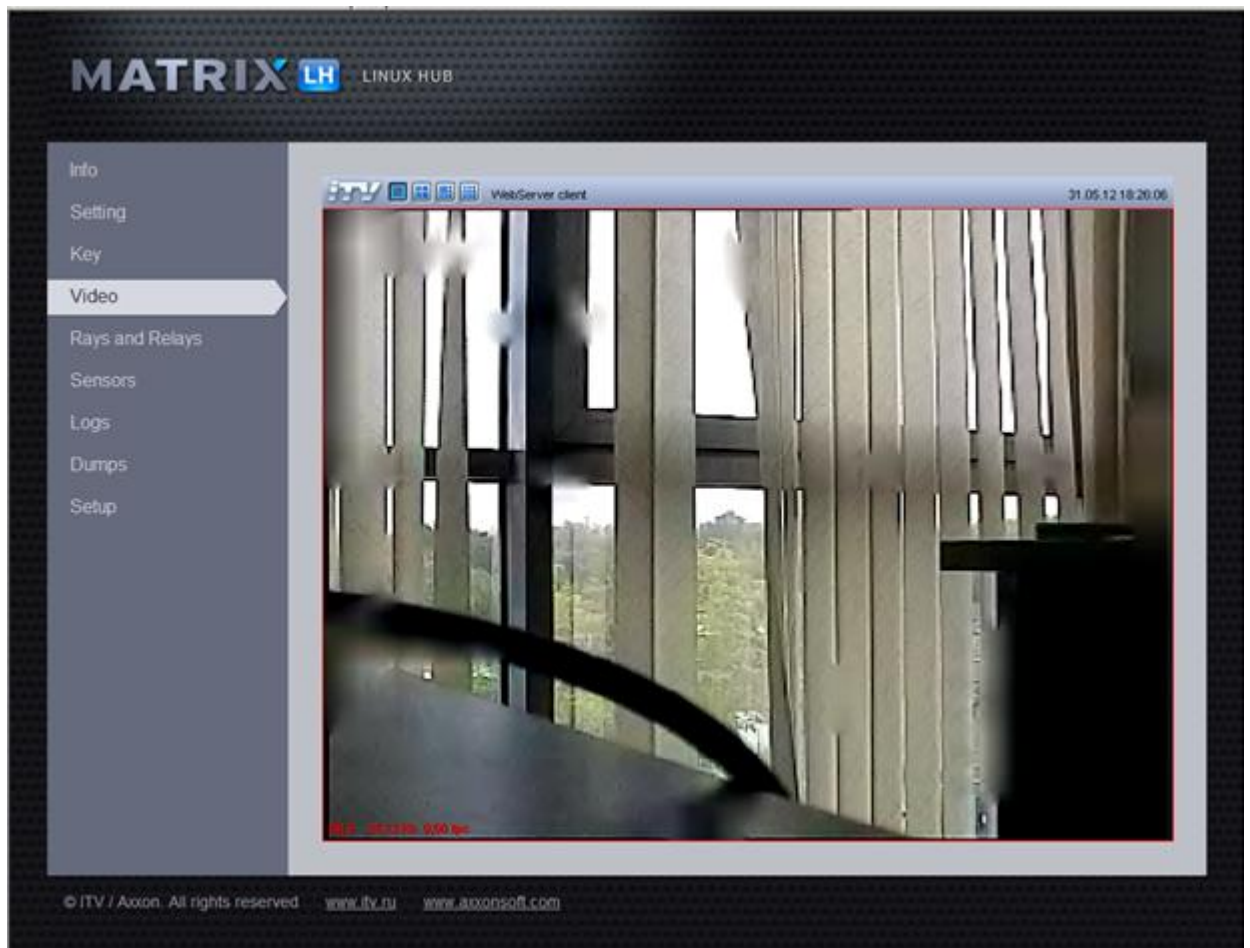 MATRIX LH LINUX HUB
Info
Setting
Key
Video
Rays and Relays
Sensors
Logs
Dumps
Setup
iTV WebServer client 31.05.12 18:26:06
© ITV / Axxon. All rights reserved www.itv.ru www.axxonsoft.com